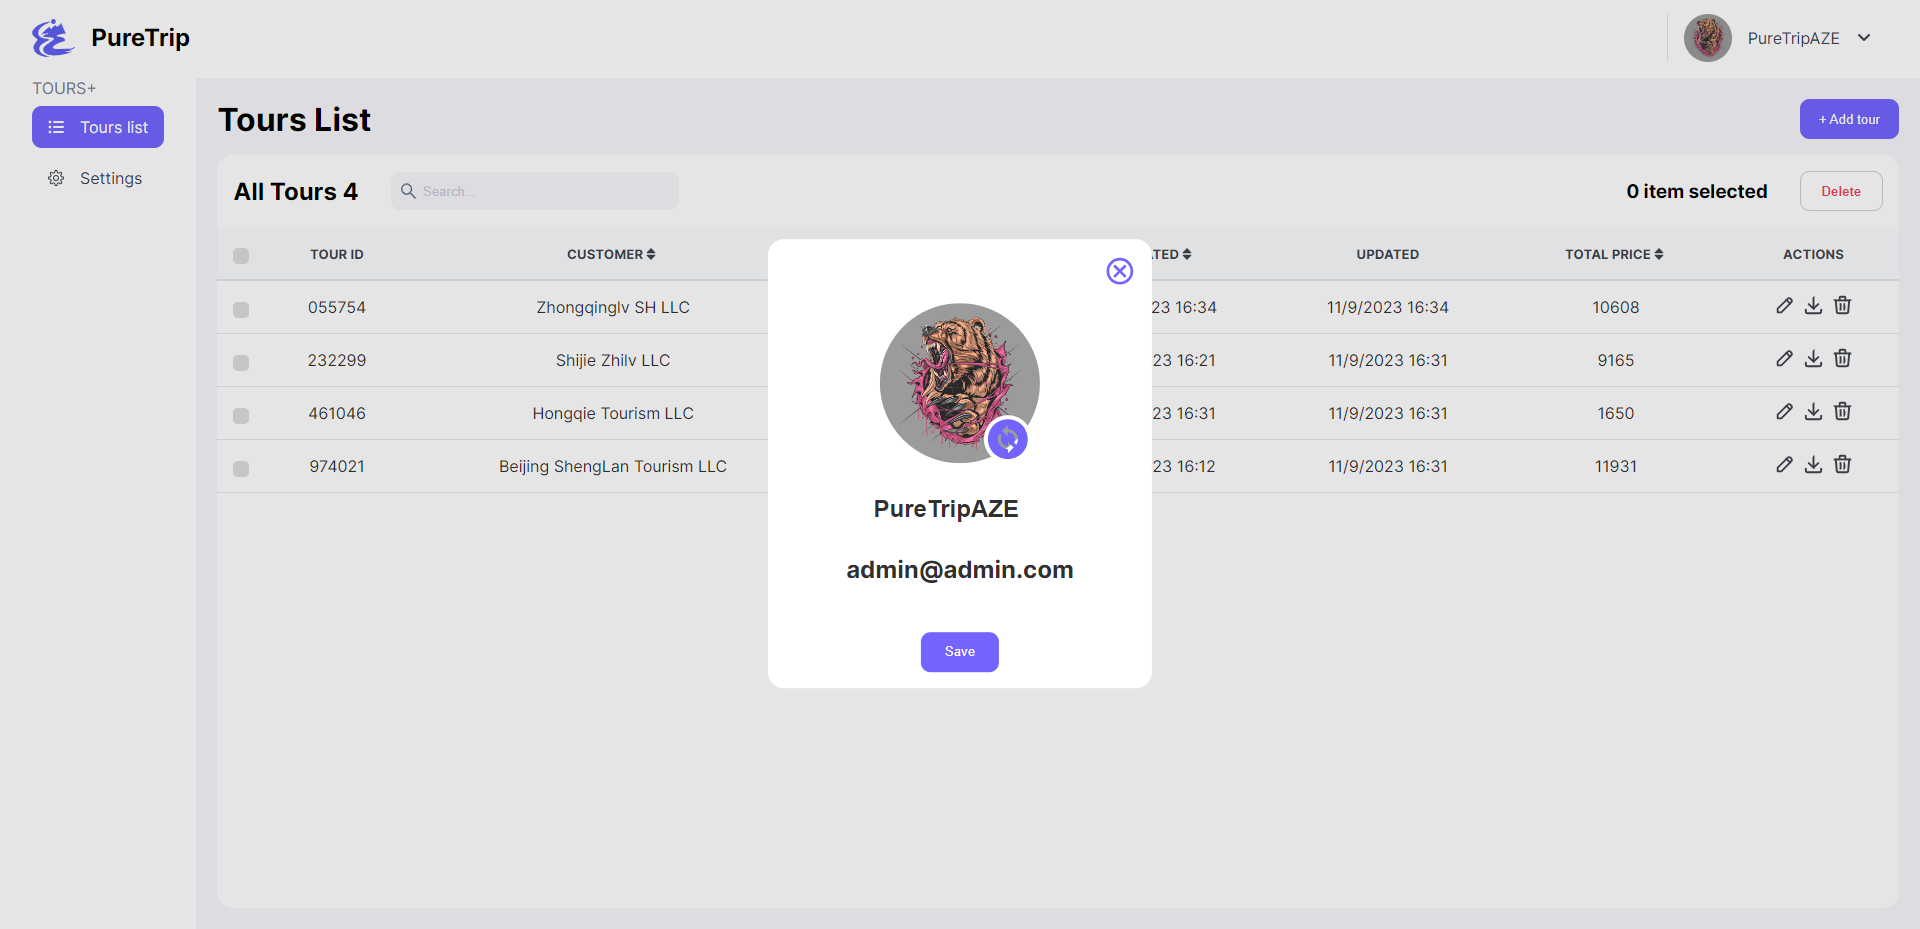 PureTrip
PureTripAZE
TOURS+
Tours list
Settings
Tours List
+ Add tour
All Tours 4
Search...
0 item selected
Delete
TOUR ID CUSTOMER ATED UPDATED TOTAL PRICE ACTIONS
055754 Zhongqinglv SH LLC 23 16:34 11/9/2023 16:34 10608
232299 Shijie Zhilv LLC 23 16:21 11/9/2023 16:31 9165
461046 Hongqie Tourism LLC 23 16:31 11/9/2023 16:31 1650
974021 Beijing ShengLan Tourism LLC 23 16:12 11/9/2023 16:31 11931
PureTripAZE
admin@admin.com
Save